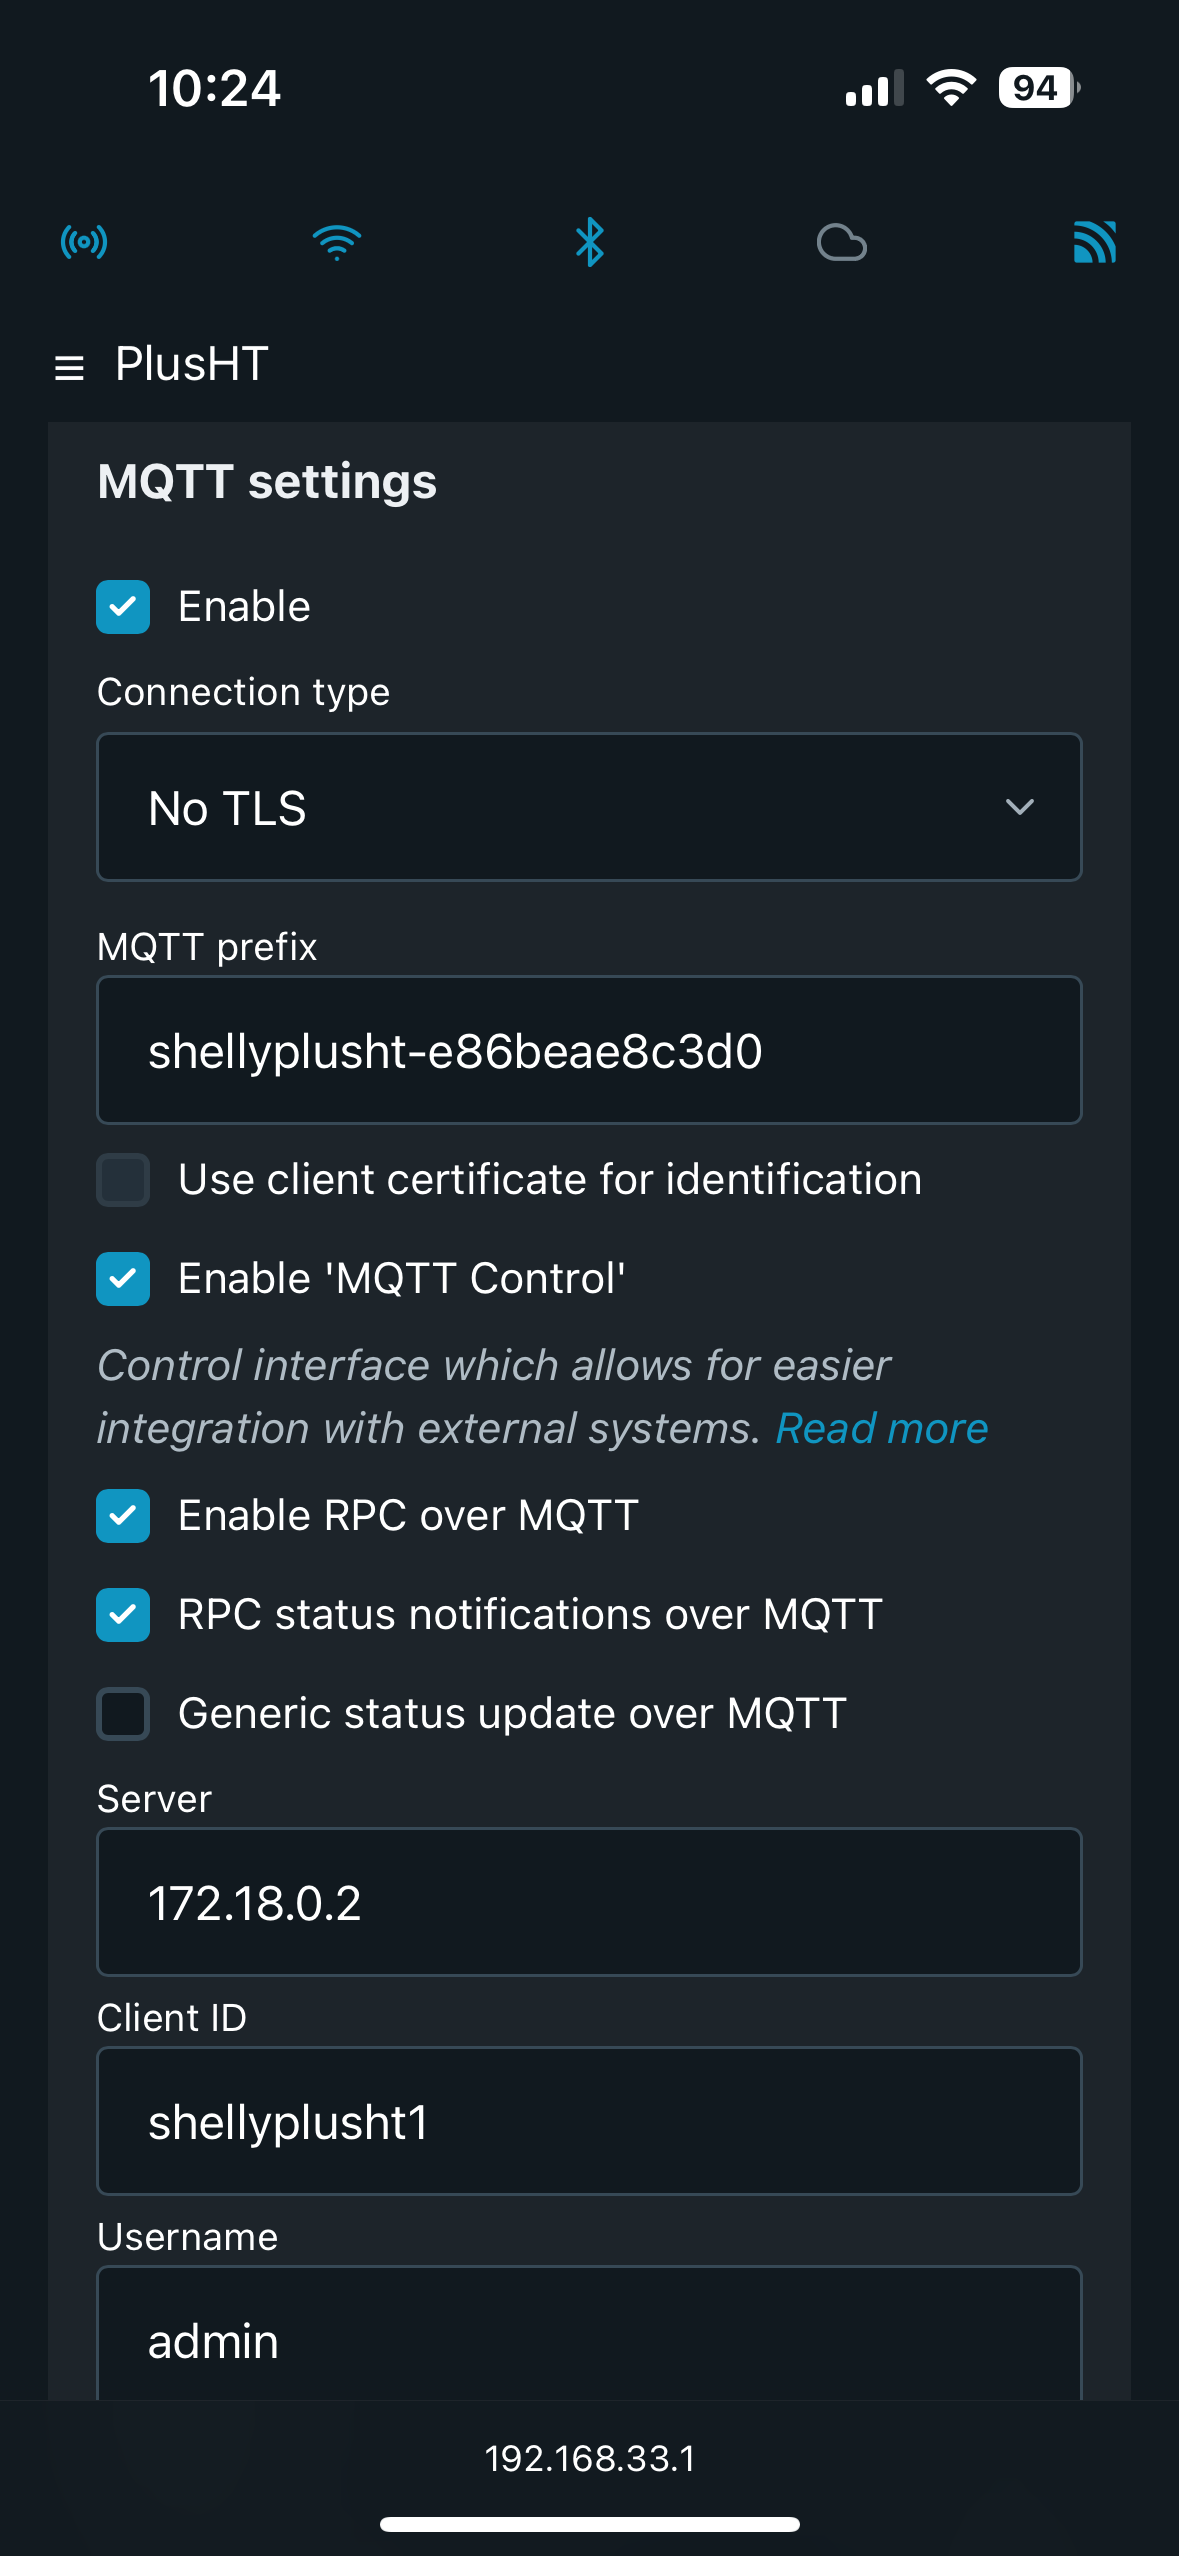 10:24
94
PlusHT
MQTT settings
Enable
Connection type
No TLS
MQTT prefix
shellyplusht-e86beae8c3d0
Use client certificate for identification
Enable 'MQTT Control'
Control interface which allows for easier
integration with external systems. Read more
Enable RPC over MQTT
RPC status notifications over MQTT
Generic status update over MQTT
Server
172.18.0.2
Client ID
shellyplusht1
Username
admin
192.168.33.1